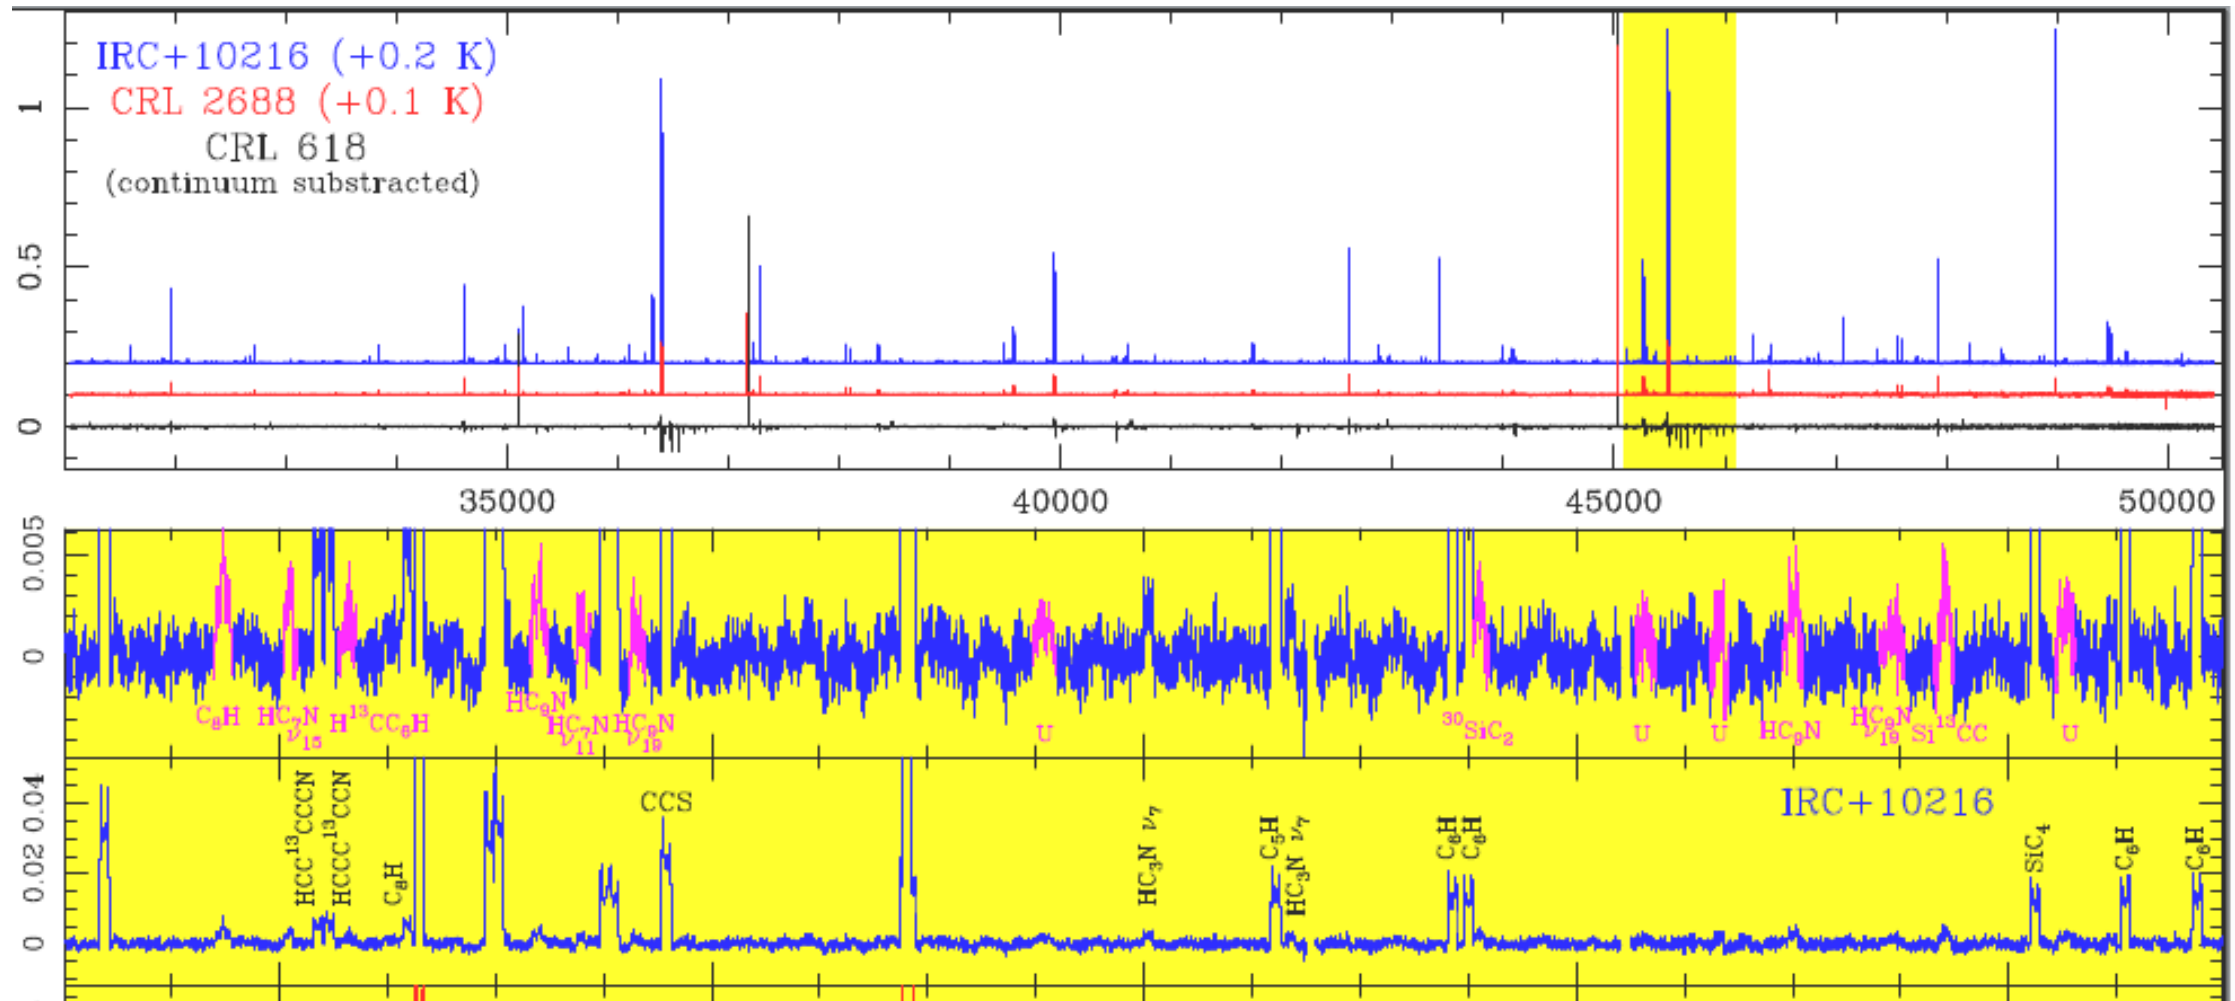 IRC+10216 (+0.2 K)
CRL 2688 (+0.1 K)
CRL 618
(continuum substracted)
1
0.5
0
35000 40000 45000 50000
0.005
0
C₈H HC₇N ν₁₅ H¹³CC₆H HC₉N HC₇N ν₁₁ HC₉N ν₁₉ U ³⁰SiC₂ U U HC₉N HC₉N ν₁₉ Si¹³CC U
0.04
0.02
0
HCC¹³CCCN HCCC¹³CCN C₈H CCS HC₃N ν₇ C₅H HC₃N ν₇ C₆H C₆H IRC+10216 SiC₄ C₆H C₆H